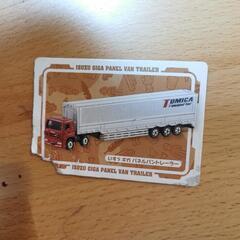 ISUZU GIGA PANEL VAN TRAILER
TOMICA
Transporter
いすゞ ギガ パネルバントレーラー
ISUZU GIGA PANEL VAN TRAILER